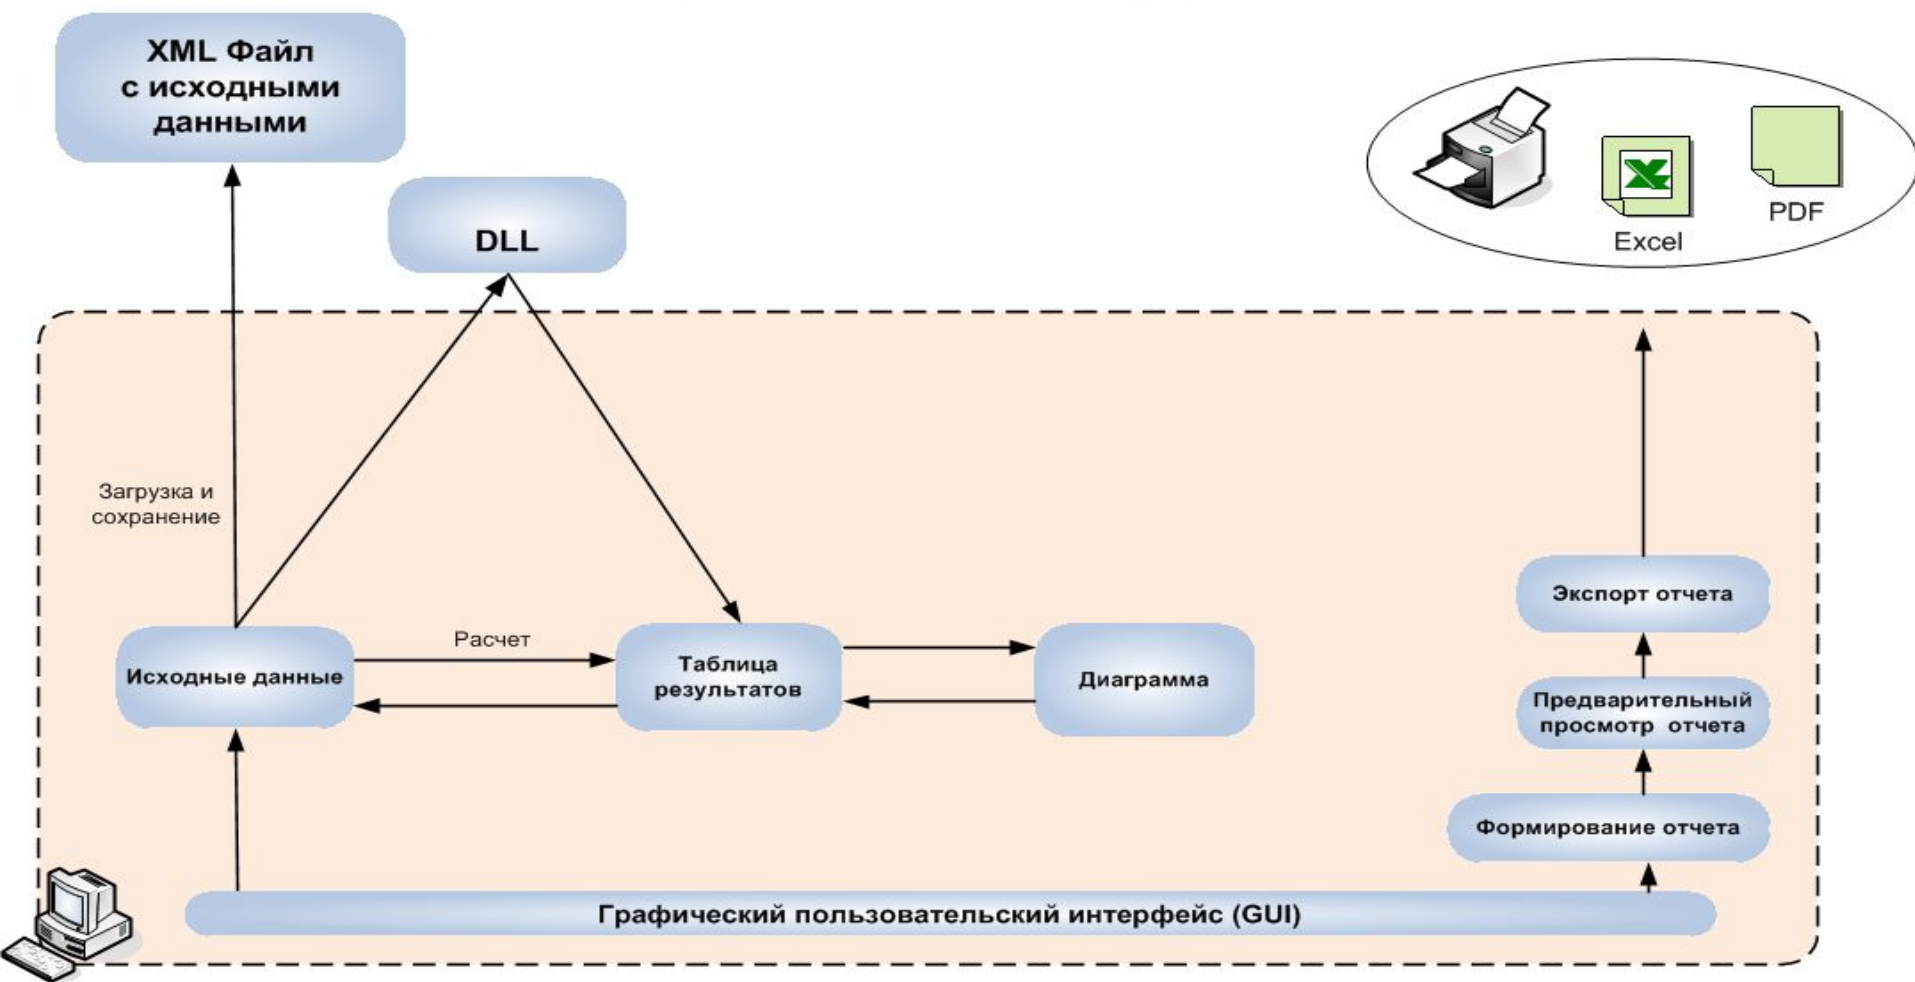 XML Файл
с исходными
данными
DLL
Excel
PDF
Загрузка и
сохранение
Исходные данные
Расчет
Таблица
результатов
Диаграмма
Экспорт отчета
Предварительный
просмотр отчета
Формирование отчета
Графический пользовательский интерфейс (GUI)